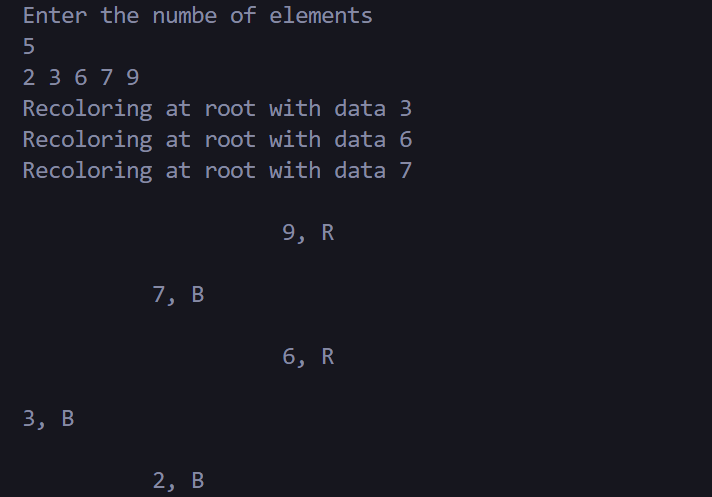 Enter the numbe of elements
5
2 3 6 7 9
Recoloring at root with data 3
Recoloring at root with data 6
Recoloring at root with data 7
9, R
7, B
6, R
3, B
2, B